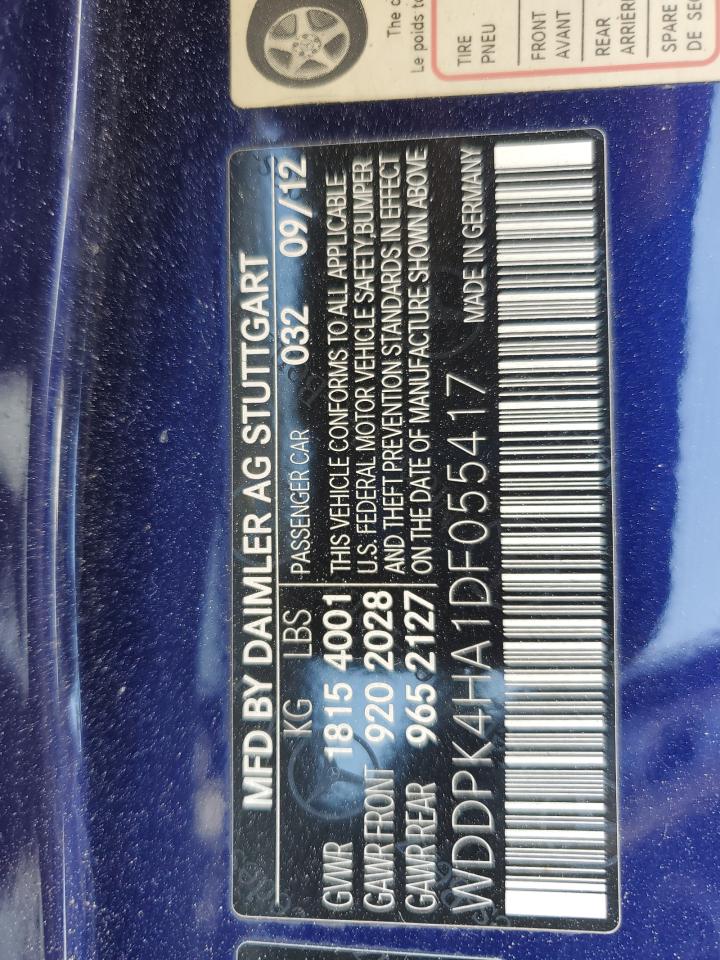 MFD BY DAIMLER AG STUTTGART
KG LBS PASSENGER CAR 032 09/12
GVWR 1815 4001 THIS VEHICLE CONFORMS TO ALL APPLICABLE
GAWR FRONT 920 2028 U.S. FEDERAL MOTOR VEHICLE SAFETY, BUMPER
GAWR REAR 965 2127 AND THEFT PREVENTION STANDARDS IN EFFECT
ON THE DATE OF MANUFACTURE SHOWN ABOVE
WDDPK4HA1DF055417 MADE IN GERMANY
The
Le poids
TIRE
PNEU
FRONT
AVANT
REAR
ARRIÈRE
SPARE
DE